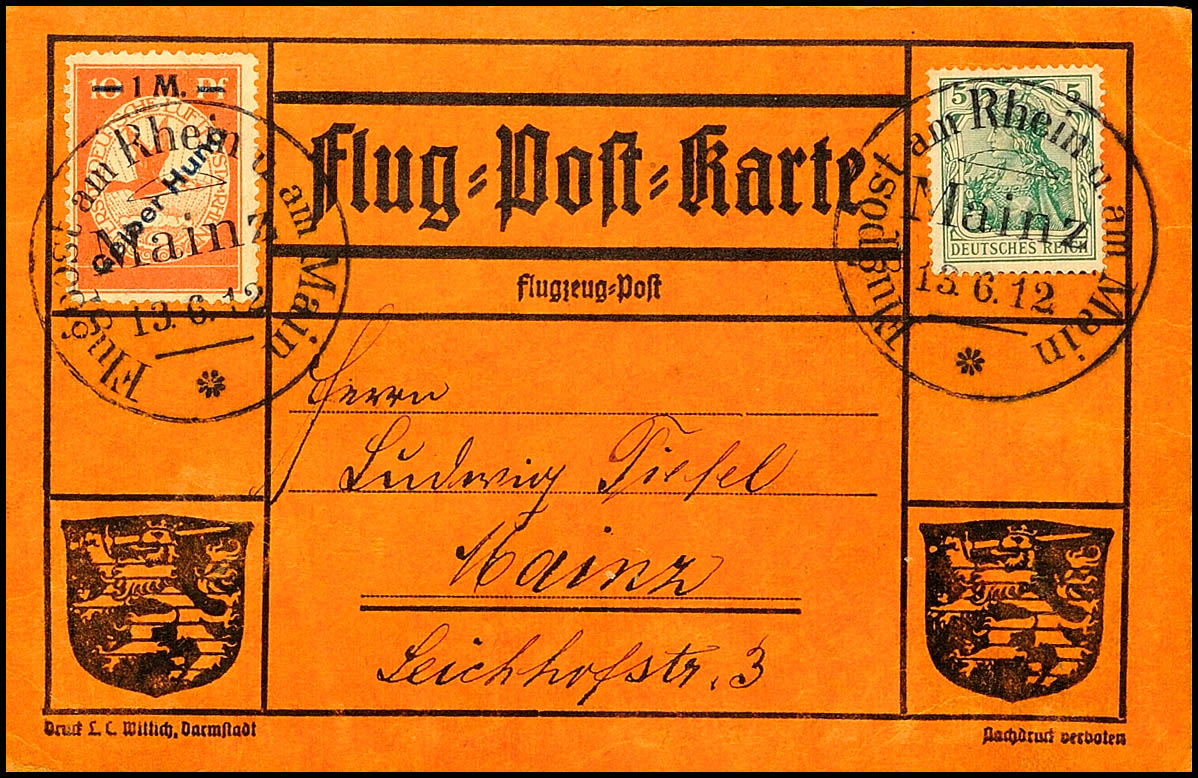 10 Pf
– 1 M. –
Gelber Hund
Flugpost am Rhein u. am Main
Mainz
13. 6. 12
Flug=Post=Karte
Flugzeug=Post
5 5
DEUTSCHES REICH
Flugpost am Rhein u. am Main
Mainz
13. 6. 12
Herrn
Ludwig
Mainz
Leichhofstr. 3
Druck L. C. Wittich, Darmstadt
Nachdruck verboten